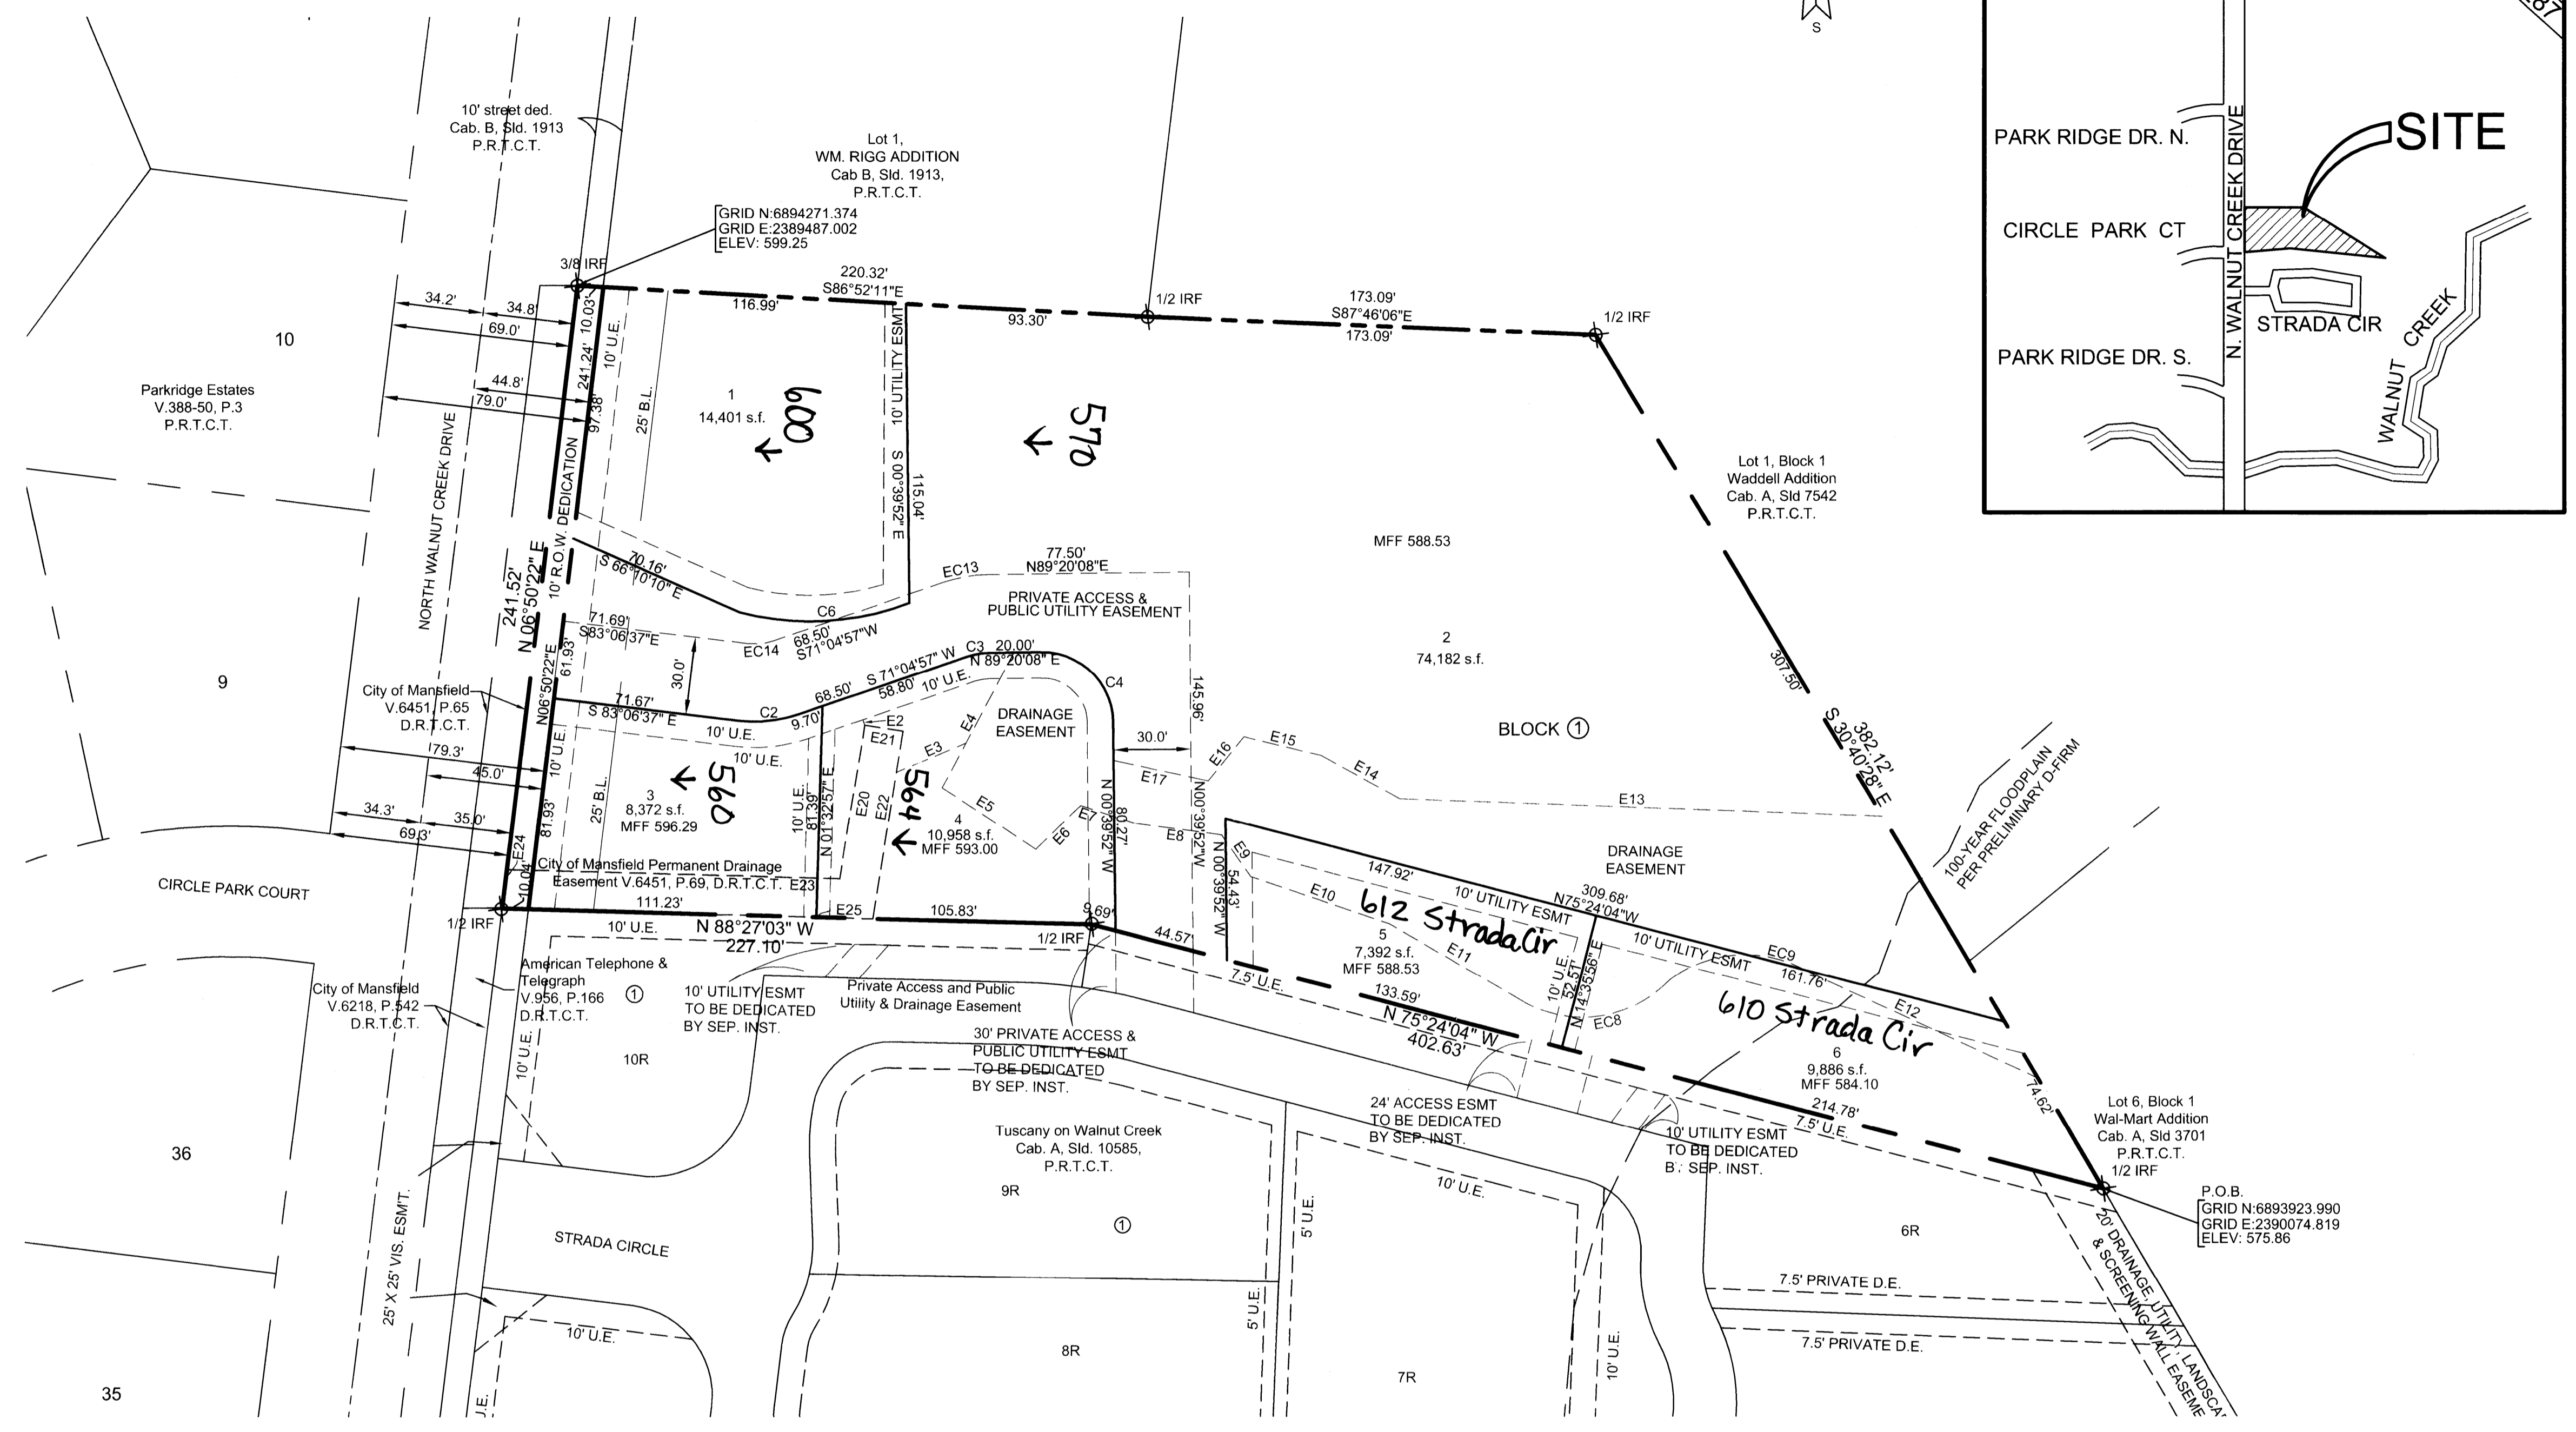 S
287
PARK RIDGE DR. N.
CIRCLE PARK CT
PARK RIDGE DR. S.
N. WALNUT CREEK DRIVE
SITE
STRADA CIR
WALNUT CREEK
10' street ded.
Cab. B, Sld. 1913
P.R.T.C.T.
Lot 1,
WM. RIGG ADDITION
Cab B, Sld. 1913,
P.R.T.C.T.
GRID N:6894271.374
GRID E:2389487.002
ELEV: 599.25
3/8 IRF
220.32'
S86°52'11"E
116.99'
93.30'
1/2 IRF
173.09'
S87°46'06"E
173.09'
1/2 IRF
34.2'
34.8'
69.0'
44.8'
79.0'
10.03'
241.24'
97.38'
10' U.E.
25' B.L.
10
Parkridge Estates
V.388-50, P.3
P.R.T.C.T.
NORTH WALNUT CREEK DRIVE
1
14,401 s.f.
600
10' UTILITY ESMT
S 00°39'52" E
115.04'
570
Lot 1, Block 1
Waddell Addition
Cab. A, Sld 7542
P.R.T.C.T.
MFF 588.53
2
74,182 s.f.
BLOCK 1
307.50'
382.12'
S 30°40'28" E
10' R.O.W. DEDICATION
241.52'
N 06°50'22" E
70.16'
S 66°10'10" E
C6
EC13
77.50'
N89°20'08"E
PRIVATE ACCESS &
PUBLIC UTILITY EASEMENT
71.69'
S83°06'37"E
EC14
68.50'
S71°04'57"W
30.0'
N06°50'22"E
61.93'
71.67'
S 83°06'37" E
C2
9.70'
68.50'
S 71°04'57" W
58.80'
10' U.E.
C3
20.00'
N 89°20'08" E
C4
145.96'
N00°39'52"W
30.0'
9
City of Mansfield
V.6451, P.65
D.R.T.C.T.
79.3'
45.0'
34.3'
35.0'
69.3'
10' U.E.
81.93'
25' B.L.
10' U.E.
10' U.E.
560
3
8,372 s.f.
MFF 596.29
10' U.E.
81.39'
N 01°32'57" E
E2
E21
E3
E4
DRAINAGE
EASEMENT
E20
E22
564
E5
E6
E7
4
10,958 s.f.
MFF 593.00
N 00°39'52" W
80.27'
E17
E16
E15
E14
E13
E8
E9
N 00°39'52" W
54.43'
E24
10.04'
City of Mansfield Permanent Drainage
Easement V.6451, P.69, D.R.T.C.T.
E23
E25
CIRCLE PARK COURT
1/2 IRF
111.23'
10' U.E.
N 88°27'03" W
227.10'
105.83'
9.69'
1/2 IRF
44.57'
7.5' U.E.
147.92'
E10
10' UTILITY ESMT
309.68'
N75°24'04"W
DRAINAGE
EASEMENT
100-YEAR FLOODPLAIN
PER PRELIMINARY D-FIRM
612 Strada Cir
5
7,392 s.f.
MFF 588.53
E11
133.59'
N 75°24'04" W
402.63'
10' U.E.
52.51'
N 14°35'56" E
EC8
10' UTILITY ESMT
EC9
161.76'
E12
610 Strada Cir
6
9,886 s.f.
MFF 584.10
214.78'
7.5' U.E.
74.62'
American Telephone &
Telegraph
V.956, P.166
D.R.T.C.T.
1
City of Mansfield
V.6218, P.542
D.R.T.C.T.
10' UTILITY ESMT
TO BE DEDICATED
BY SEP. INST.
Private Access and Public
Utility & Drainage Easement
30' PRIVATE ACCESS &
PUBLIC UTILITY ESMT
TO BE DEDICATED
BY SEP. INST.
10' U.E.
10R
24' ACCESS ESMT
TO BE DEDICATED
BY SEP. INST.
10' UTILITY ESMT
TO BE DEDICATED
BY SEP. INST.
Lot 6, Block 1
Wal-Mart Addition
Cab. A, Sld 3701
P.R.T.C.T.
1/2 IRF
P.O.B.
GRID N:6893923.990
GRID E:2390074.819
ELEV: 575.86
36
25' X 25' VIS. ESM'T.
STRADA CIRCLE
Tuscany on Walnut Creek
Cab. A, Sld. 10585,
P.R.T.C.T.
9R
1
10' U.E.
5' U.E.
6R
20' DRAINAGE, UTILITY, LANDSCA
& SCREENING WALL EASEME
7.5' PRIVATE D.E.
7.5' PRIVATE D.E.
10' U.E.
5' U.E.
10' U.E.
8R
7R
35
U.E.